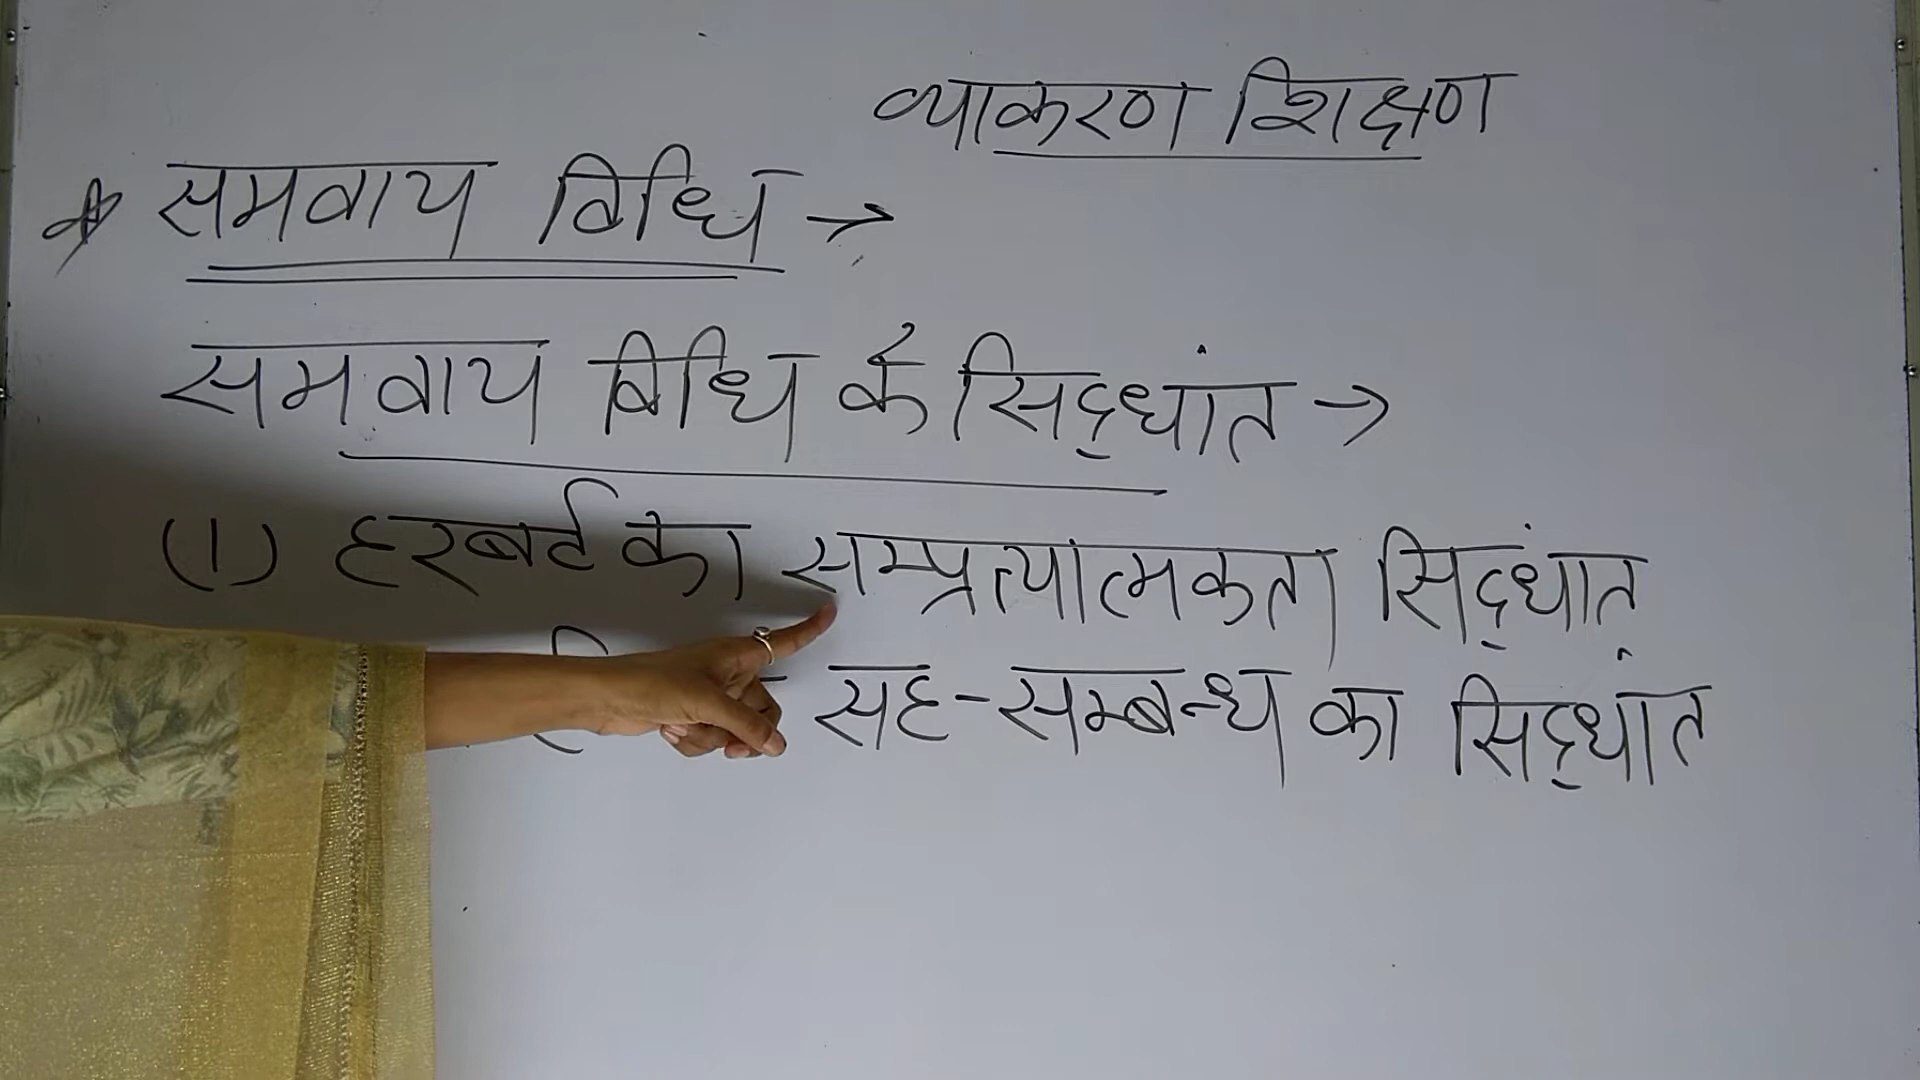 व्याकरण शिक्षण
* समवाय विधि →
समवाय विधि के सिद्धांत →
(1) हरबर्ट का सम्प्रत्यात्मकता सिद्धांत
सह-सम्बन्ध का सिद्धांत